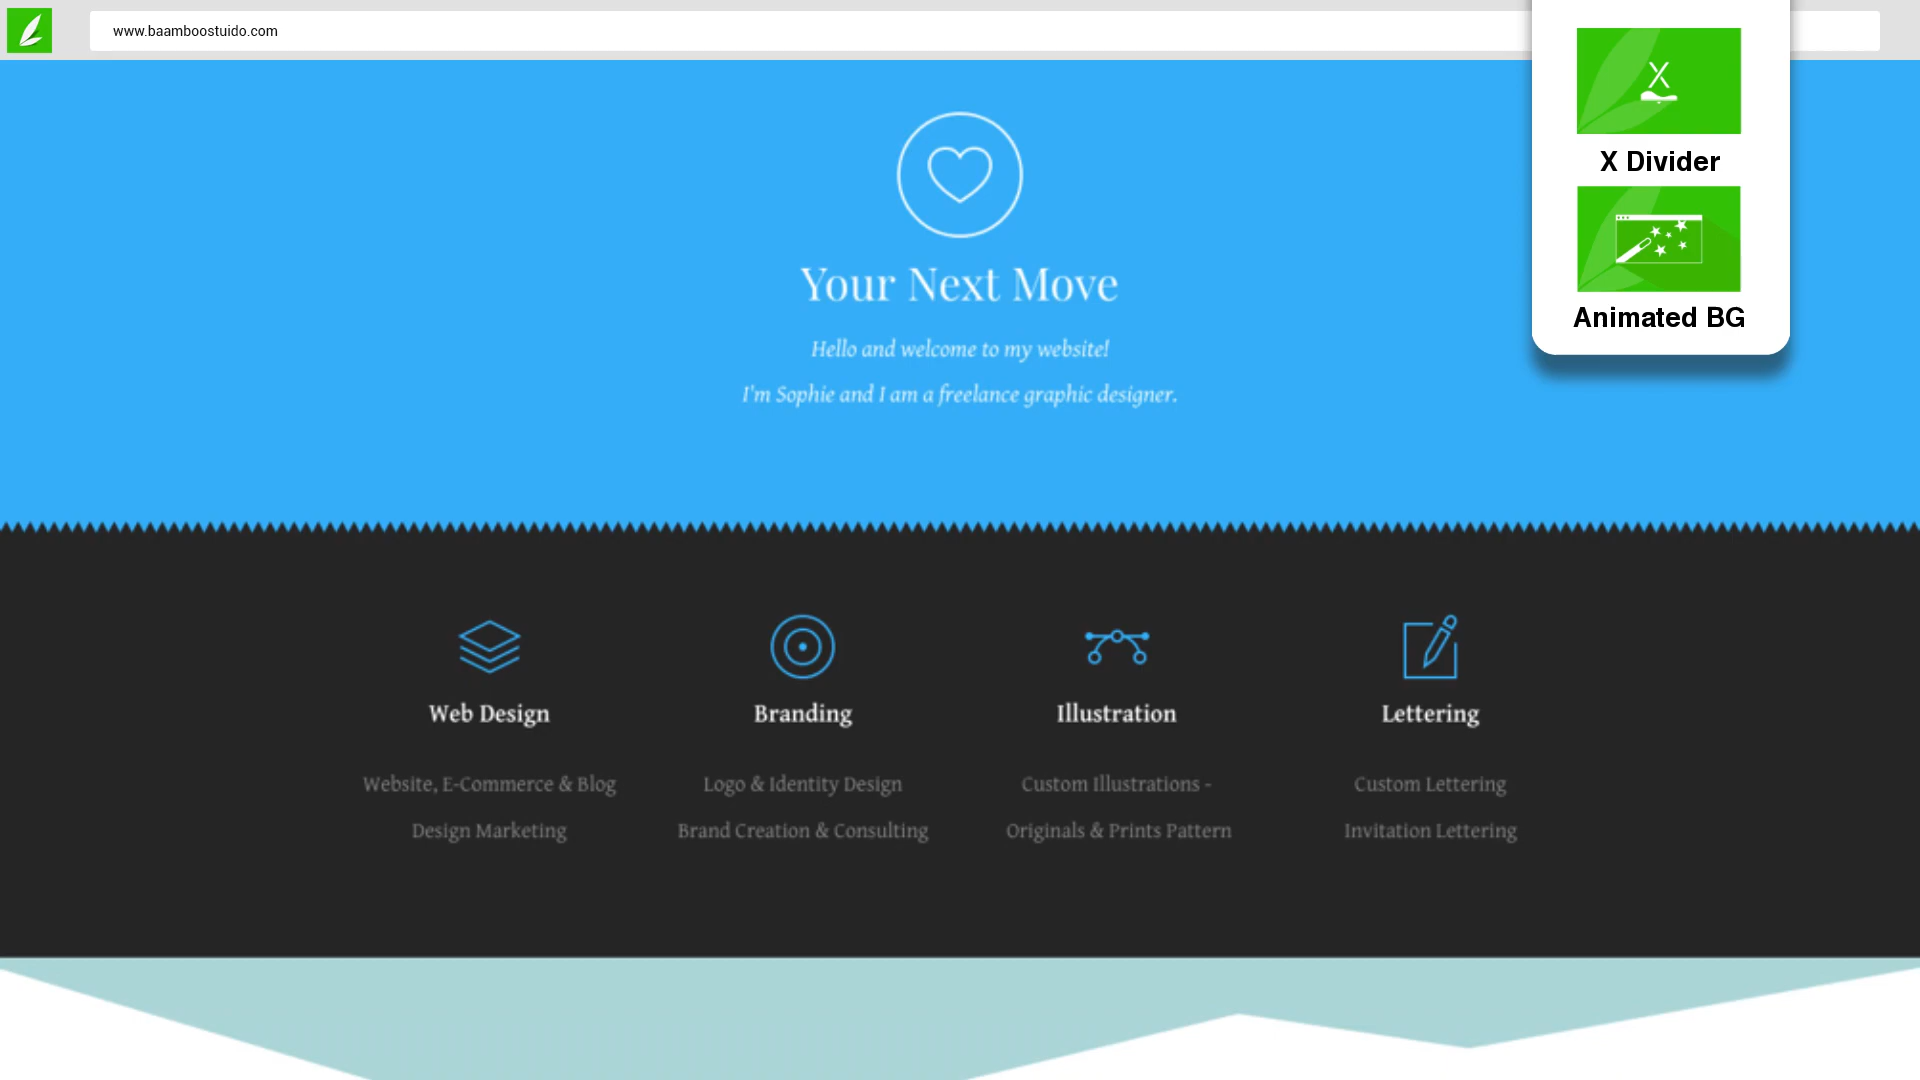 www.baamboostuido.com
X
X Divider
Animated BG
Your Next Move
Hello and welcome to my website!
I'm Sophie and I am a freelance graphic designer.
Web Design
Website, E-Commerce & Blog
Design Marketing
Branding
Logo & Identity Design
Brand Creation & Consulting
Illustration
Custom Illustrations -
Originals & Prints Pattern
Lettering
Custom Lettering
Invitation Lettering